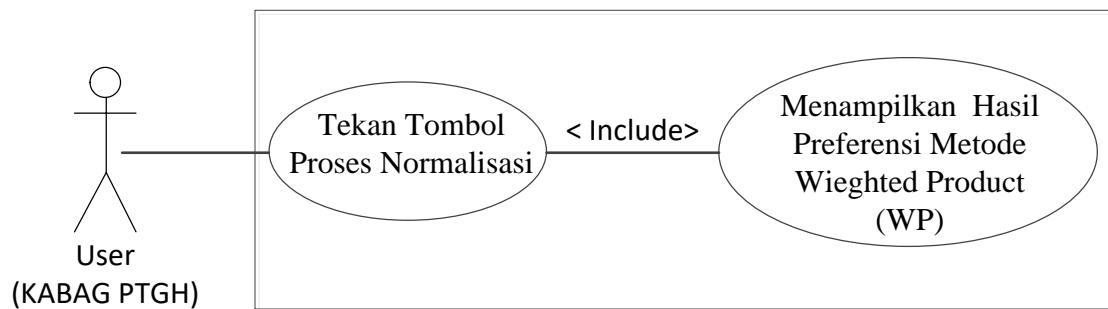 Tekan Tombol
Proses Normalisasi
< Include>
Menampilkan  Hasil
Preferensi Metode
Wieghted Product
(WP)
User
(KABAG PTGH)